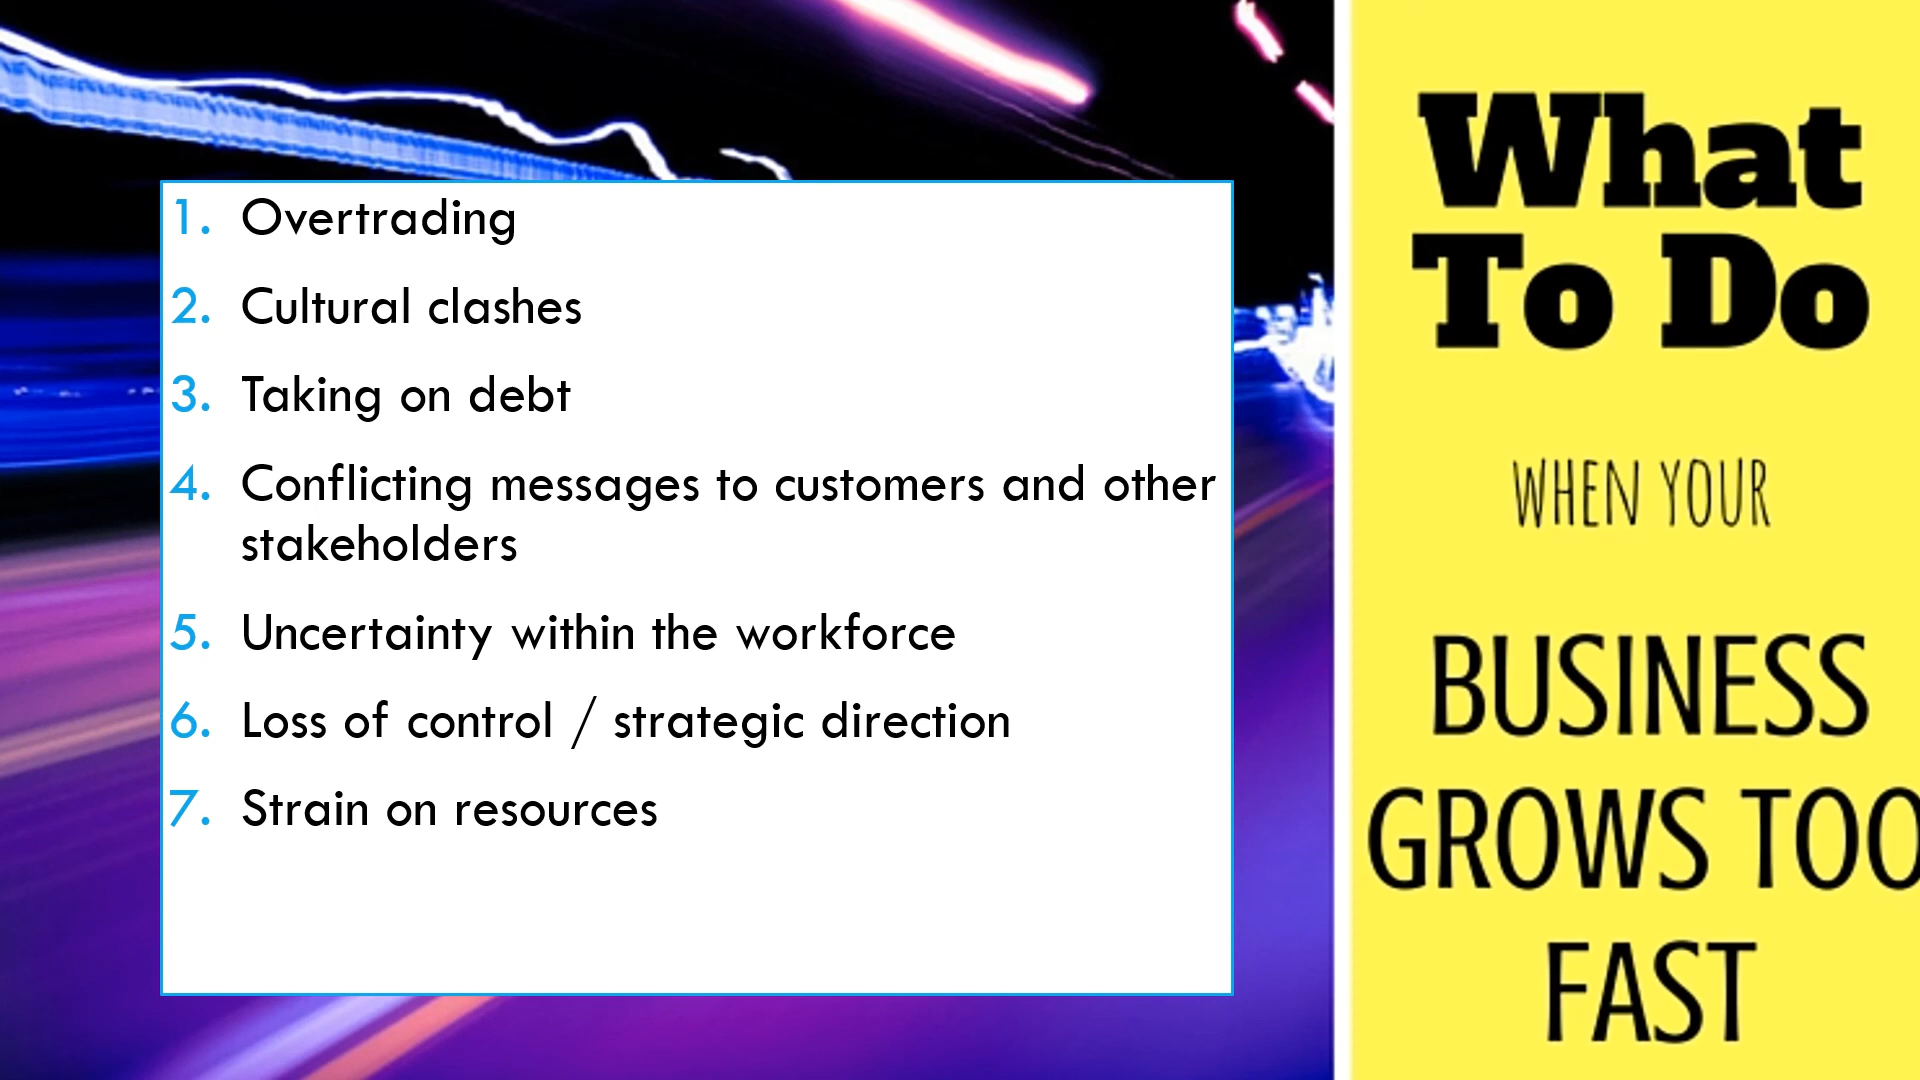 1. Overtrading
2. Cultural clashes
3. Taking on debt
4. Conflicting messages to customers and other
stakeholders
5. Uncertainty within the workforce
6. Loss of control / strategic direction
7. Strain on resources
What
To Do
WHEN YOUR
BUSINESS
GROWS TOO
FAST